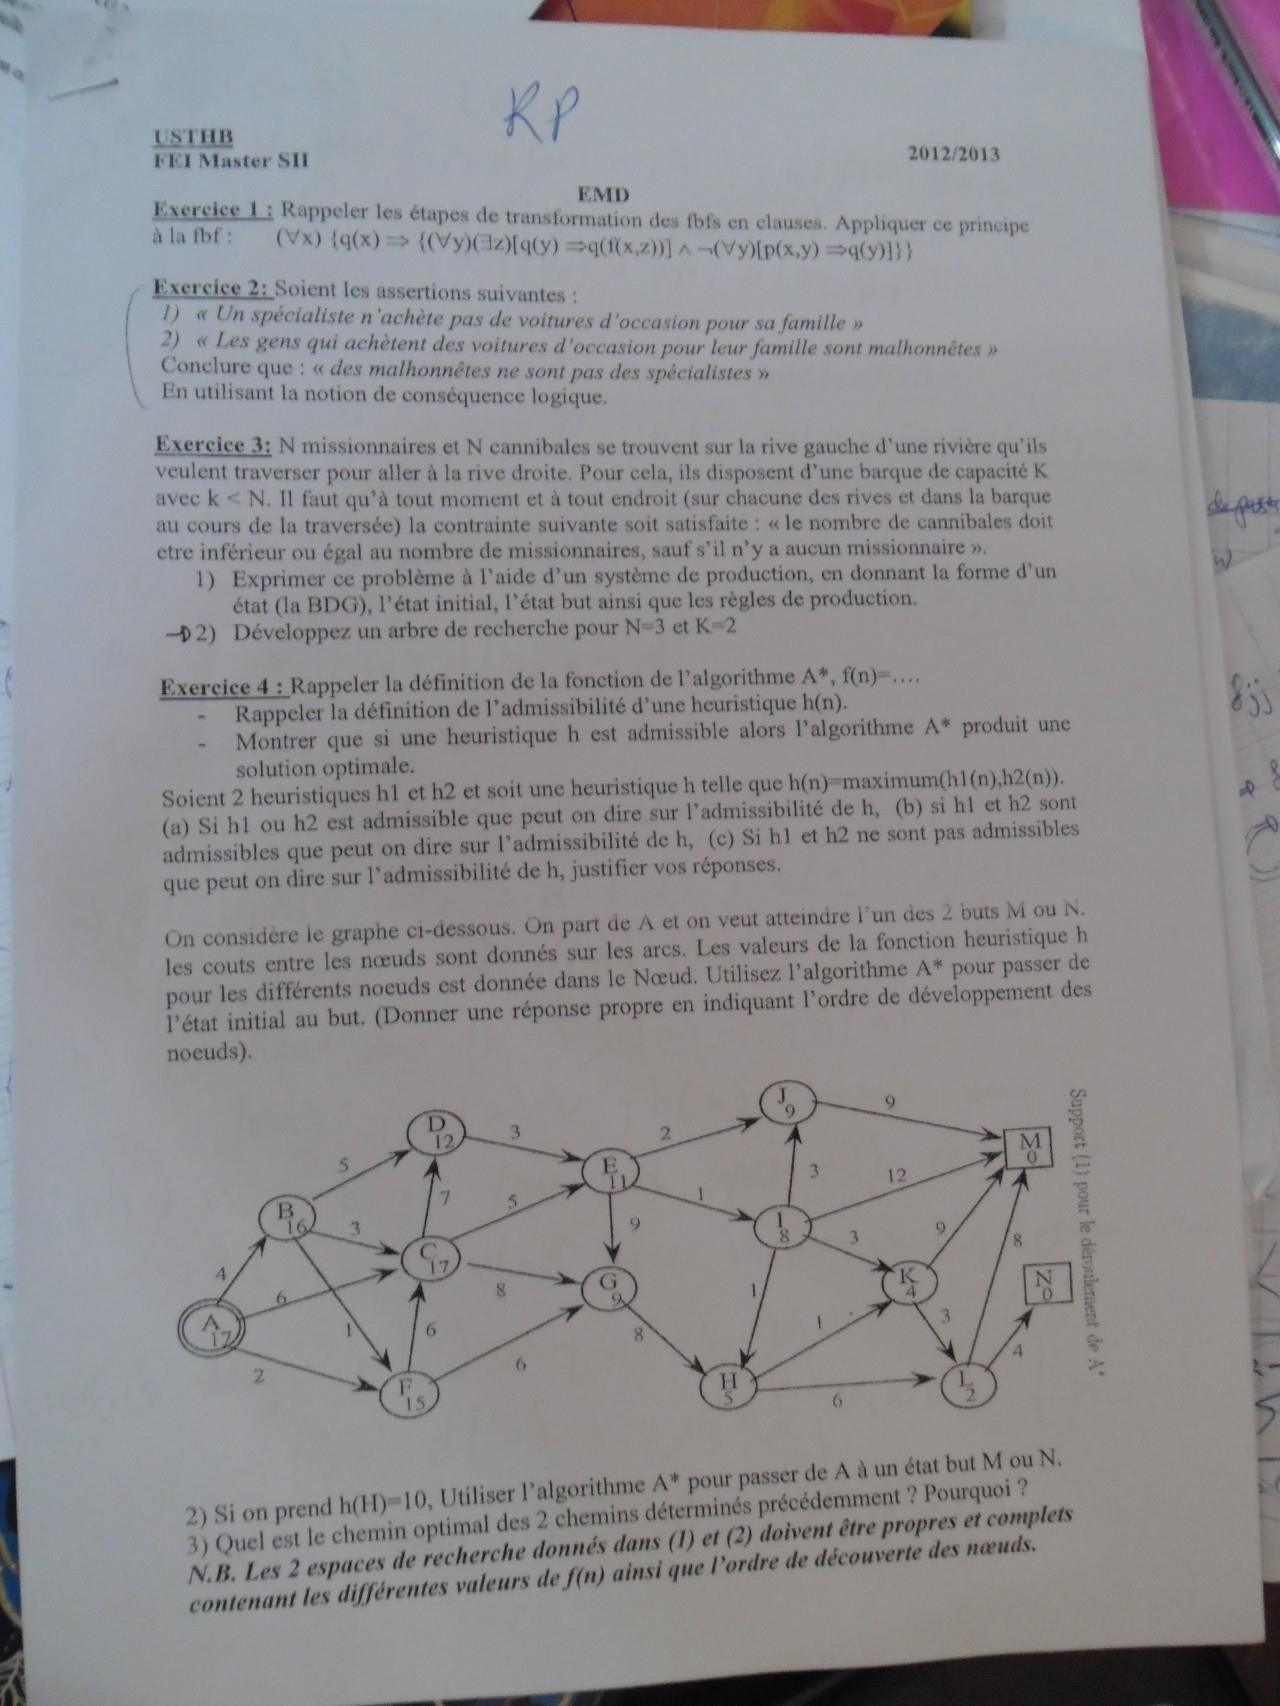 RP
USTHB
FEI Master SII
2012/2013
EMD
Exercice 1 : Rappeler les étapes de transformation des fbfs en clauses. Appliquer ce principe
à la fbf : (∀x) {q(x) ⇒ {(∀y)(∃z)[q(y) ⇒q(f(x,z))] ∧ ¬(∀y)[p(x,y) ⇒q(y)]}}
Exercice 2: Soient les assertions suivantes :
1) « Un spécialiste n'achète pas de voitures d'occasion pour sa famille »
2) « Les gens qui achètent des voitures d'occasion pour leur famille sont malhonnêtes »
Conclure que : « des malhonnêtes ne sont pas des spécialistes »
En utilisant la notion de conséquence logique.
Exercice 3: N missionnaires et N cannibales se trouvent sur la rive gauche d'une rivière qu'ils
veulent traverser pour aller à la rive droite. Pour cela, ils disposent d'une barque de capacité K
avec k < N. Il faut qu'à tout moment et à tout endroit (sur chacune des rives et dans la barque
au cours de la traversée) la contrainte suivante soit satisfaite : « le nombre de cannibales doit
etre inférieur ou égal au nombre de missionnaires, sauf s'il n'y a aucun missionnaire ».
1) Exprimer ce problème à l'aide d'un système de production, en donnant la forme d'un
état (la BDG), l'état initial, l'état but ainsi que les règles de production.
2) Développez un arbre de recherche pour N=3 et K=2
Exercice 4 : Rappeler la définition de la fonction de l'algorithme A*, f(n)=....
- Rappeler la définition de l'admissibilité d'une heuristique h(n).
- Montrer que si une heuristique h est admissible alors l'algorithme A* produit une
solution optimale.
Soient 2 heuristiques h1 et h2 et soit une heuristique h telle que h(n)=maximum(h1(n),h2(n)).
(a) Si h1 ou h2 est admissible que peut on dire sur l'admissibilité de h, (b) si h1 et h2 sont
admissibles que peut on dire sur l'admissibilité de h, (c) Si h1 et h2 ne sont pas admissibles
que peut on dire sur l'admissibilité de h, justifier vos réponses.
On considère le graphe ci-dessous. On part de A et on veut atteindre l'un des 2 buts M ou N.
les couts entre les nœuds sont donnés sur les arcs. Les valeurs de la fonction heuristique h
pour les différents noeuds est donnée dans le Nœud. Utilisez l'algorithme A* pour passer de
l'état initial au but. (Donner une réponse propre en indiquant l'ordre de développement des
noeuds).
J 9
9
D 12
3
2
M 0
5
E 11
3
12
7
5
1
B 16
3
9
I 8
3
9
8
C 17
4
8
G 9
K 4
N 0
6
1
A 17
1
6
8
1
3
4
2
6
F 15
H 5
6
L 2
Support (1) pour le déroulement de A*
2) Si on prend h(H)=10, Utiliser l'algorithme A* pour passer de A à un état but M ou N.
3) Quel est le chemin optimal des 2 chemins déterminés précédemment ? Pourquoi ?
N.B. Les 2 espaces de recherche donnés dans (1) et (2) doivent être propres et complets
contenant les différentes valeurs de f(n) ainsi que l'ordre de découverte des nœuds.